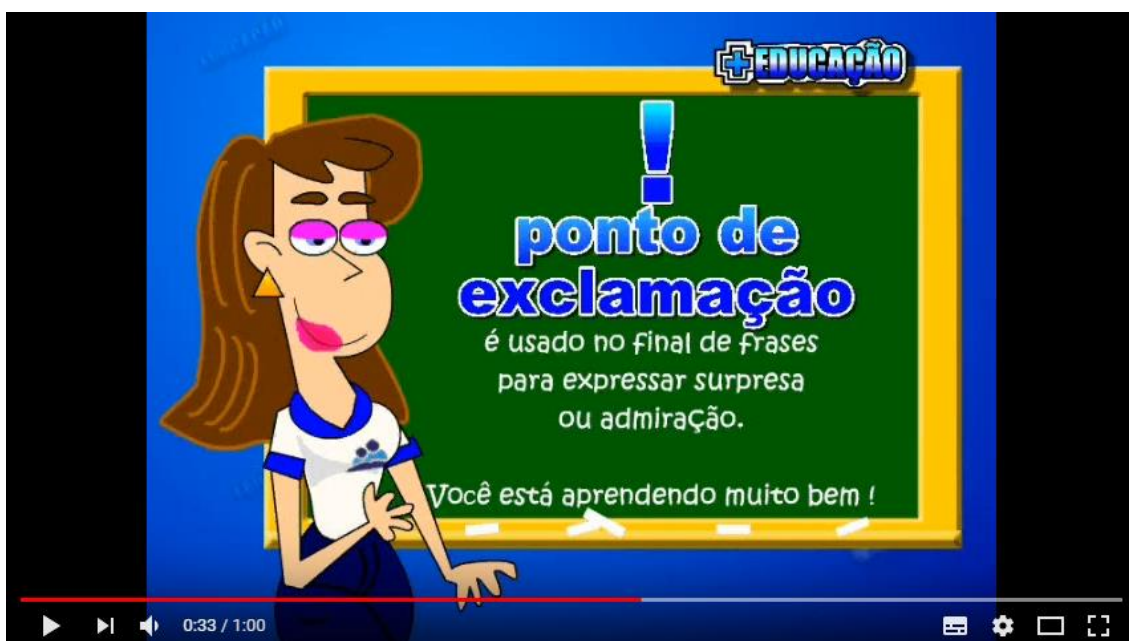 EDUCAÇÃO
!
ponto de
exclamação
é usado no final de frases
para expressar surpresa
ou admiração.
Você está aprendendo muito bem !
0:33 / 1:00